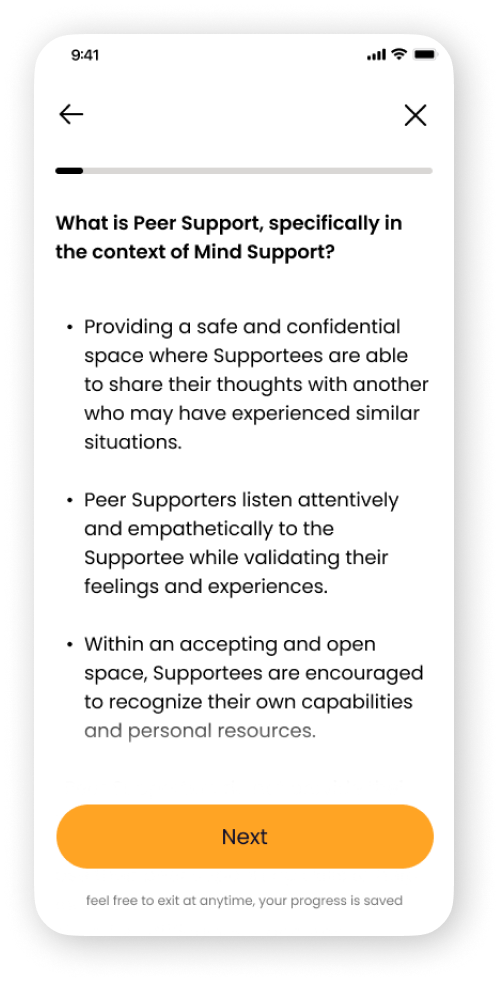 9:41
What is Peer Support, specifically in
the context of Mind Support?
• Providing a safe and confidential
space where Supportees are able
to share their thoughts with another
who may have experienced similar
situations.
• Peer Supporters listen attentively
and empathetically to the
Supportee while validating their
feelings and experiences.
• Within an accepting and open
space, Supportees are encouraged
to recognize their own capabilities
and personal resources.
Next
feel free to exit at anytime, your progress is saved